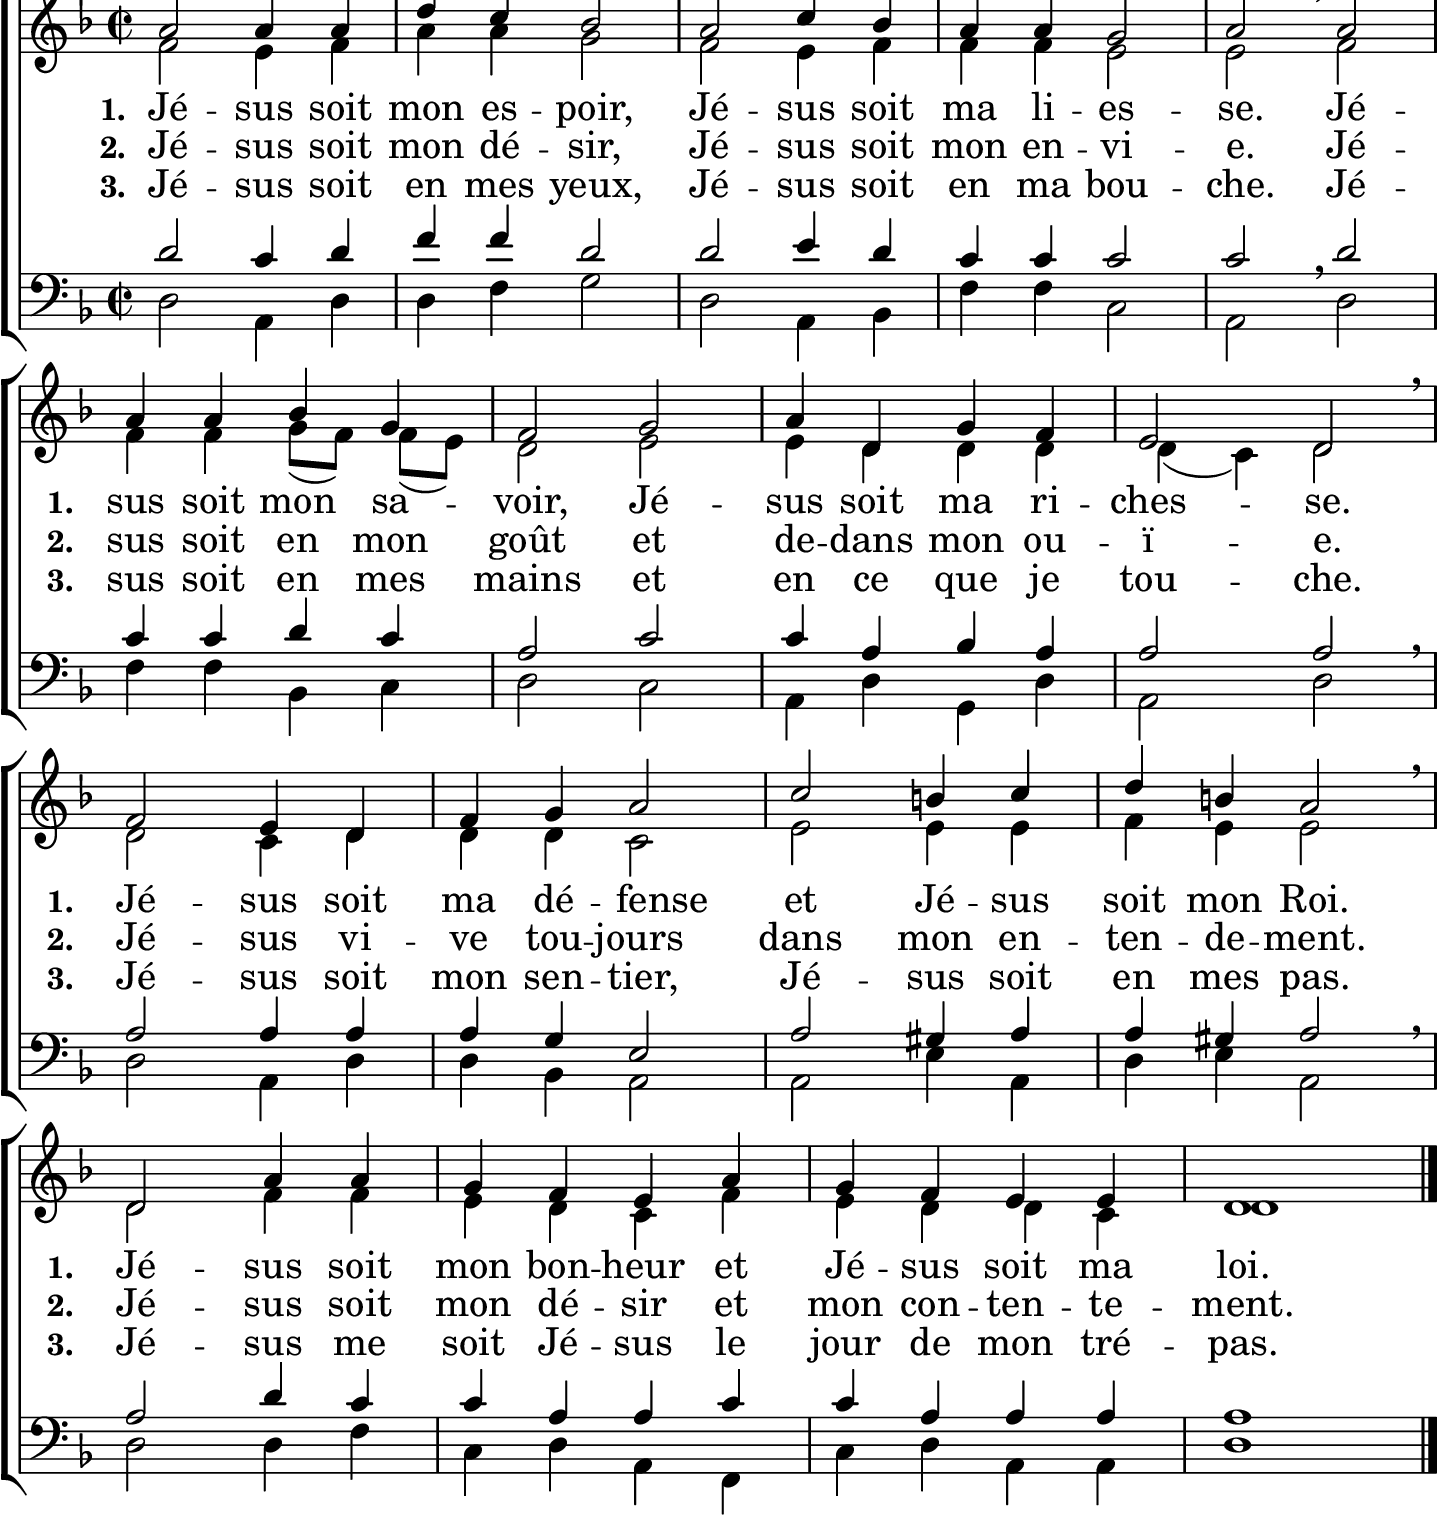 1. Jé - sus soit mon es - poir, Jé - sus soit ma li - es - se. Jé -
2. Jé - sus soit mon dé - sir, Jé - sus soit mon en - vi - e. Jé -
3. Jé - sus soit en mes yeux, Jé - sus soit en ma bou - che. Jé -
1. sus soit mon sa - voir, Jé - sus soit ma ri - ches - se.
2. sus soit en mon goût et de - dans mon ou - ï - e.
3. sus soit en mes mains et en ce que je tou - che.
1. Jé - sus soit ma dé - fense et Jé - sus soit mon Roi.
2. Jé - sus vi - ve tou - jours dans mon en - ten - de - ment.
3. Jé - sus soit mon sen - tier, Jé - sus soit en mes pas.
1. Jé - sus soit mon bon - heur et Jé - sus soit ma loi.
2. Jé - sus soit mon dé - sir et mon con - ten - te - ment.
3. Jé - sus me soit Jé - sus le jour de mon tré - pas.